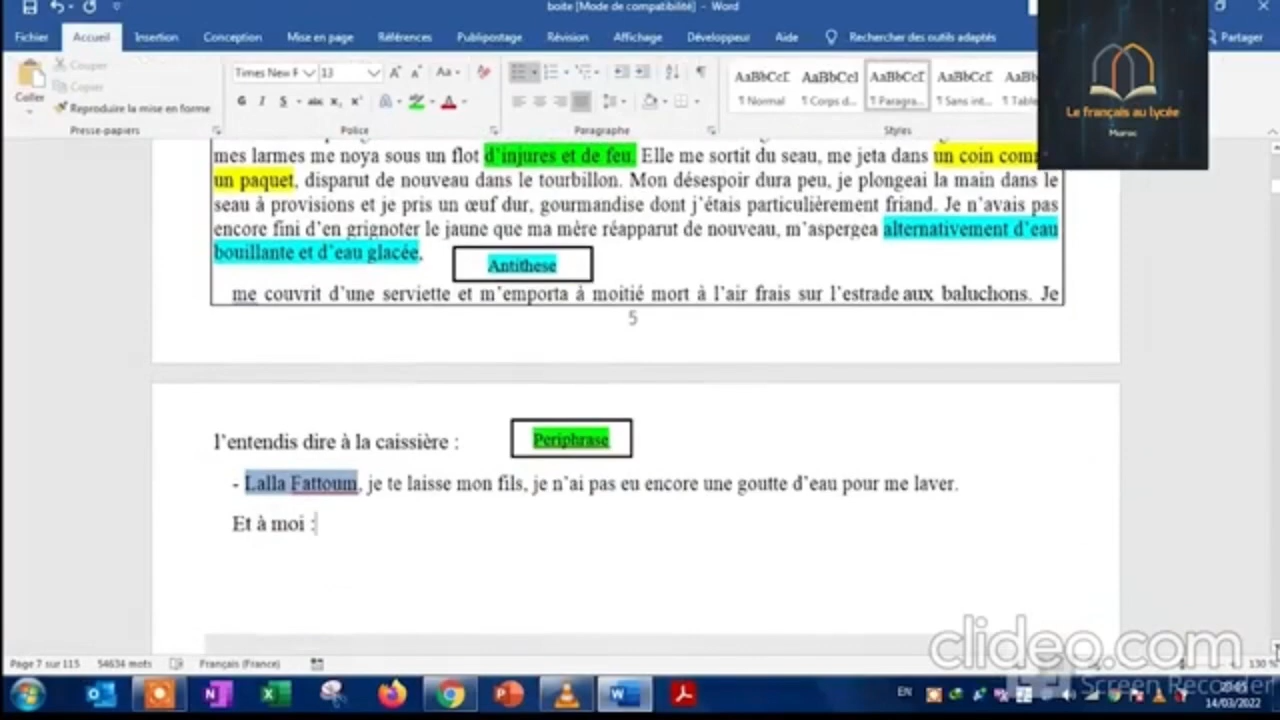 boite [Mode de compatibilité] - Word
Fichier Accueil Insertion Conception Mise en page Références Publipostage Révision Affichage Développeur Aide Rechercher des outils adaptés Partager
Couper
Copier
Coller Reproduire la mise en forme
Times New F 13
AaBbCcI AaBbCcI AaBbCcI AaBbCcI AaBb
¶ Normal ¶ Corps d... ¶ Paragra... ¶ Sans int... ¶ Table
Presse-papiers Police Paragraphe Styles
Le français au lycée
Maroc
mes larmes me noya sous un flot d'injures et de feu. Elle me sortit du seau, me jeta dans un coin comm
un paquet, disparut de nouveau dans le tourbillon. Mon désespoir dura peu, je plongeai la main dans le
seau à provisions et je pris un œuf dur, gourmandise dont j'étais particulièrement friand. Je n'avais pas
encore fini d'en grignoter le jaune que ma mère réapparut de nouveau, m'aspergea alternativement d'eau
bouillante et d'eau glacée,
Antithese
me couvrit d'une serviette et m'emporta à moitié mort à l'air frais sur l'estrade aux baluchons. Je
5
l'entendis dire à la caissière :
Periphrase
- Lalla Fattoum, je te laisse mon fils, je n'ai pas eu encore une goutte d'eau pour me laver.
Et à moi :
clideo.com
Screen Recorder
Page 7 sur 115 54634 mots Français (France) 130 %
EN
20:05
14/03/2022